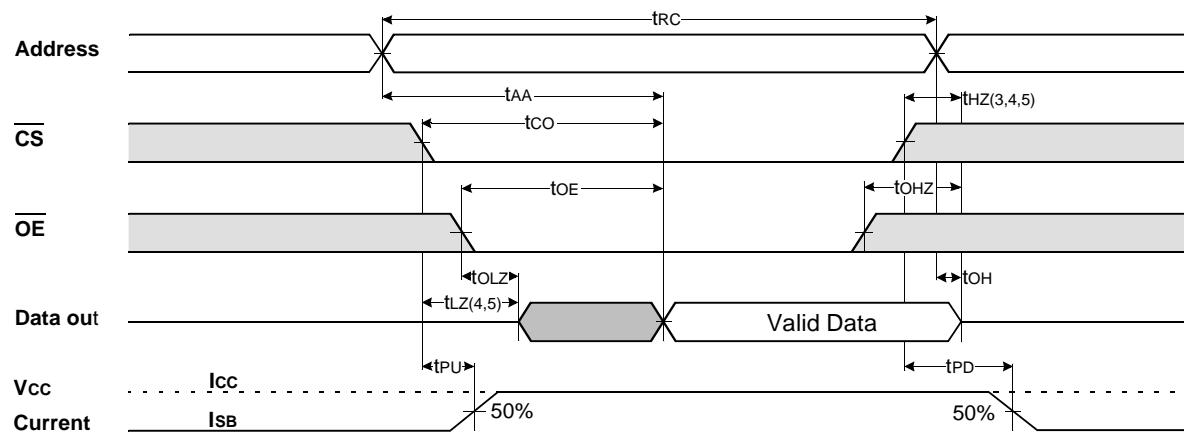 tRC
Address
tAA
tHZ(3,4,5)
tCO
CS
tOE
tOHZ
OE
tOLZ
tOH
tLZ(4,5)
Data out
Valid Data
tPU
tPD
VCC
ICC
50%
50%
Current
ISB